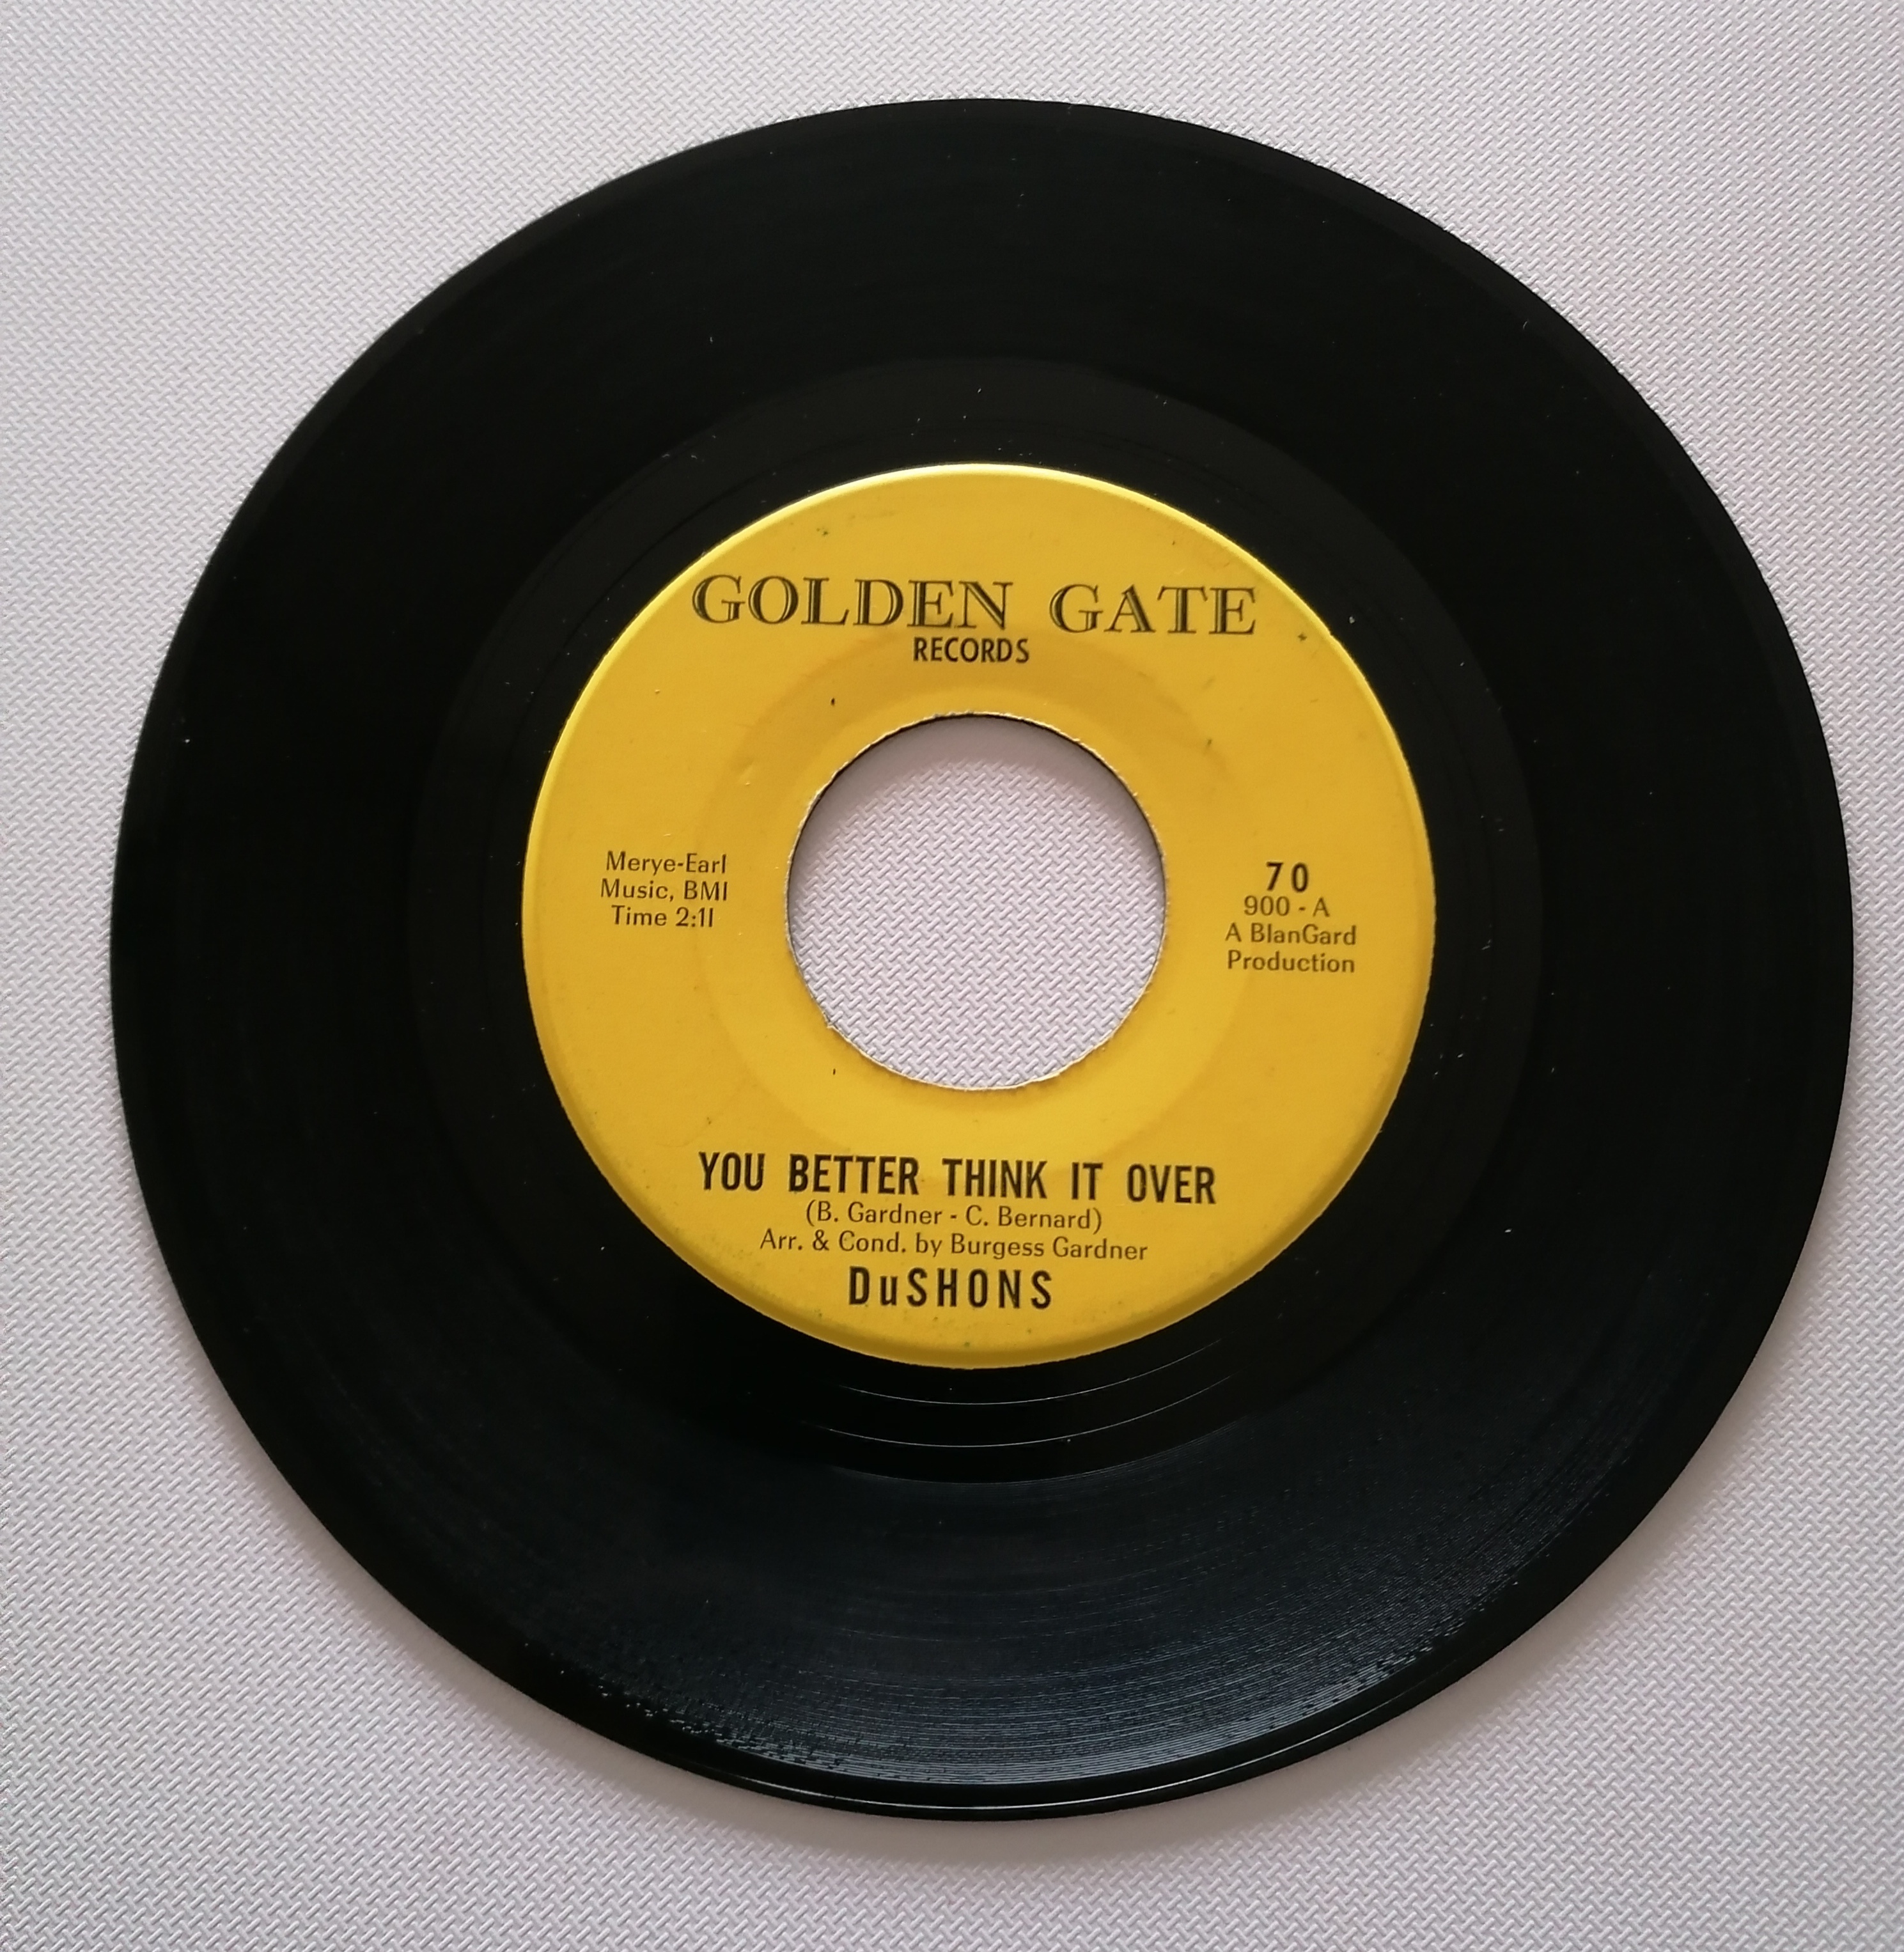 GOLDEN GATE
RECORDS
Merye-Earl
Music, BMI
Time 2:11
70
900 - A
A BlanGard
Production
YOU BETTER THINK IT OVER
(B. Gardner - C. Bernard)
Arr. & Cond. by Burgess Gardner
DuSHONS